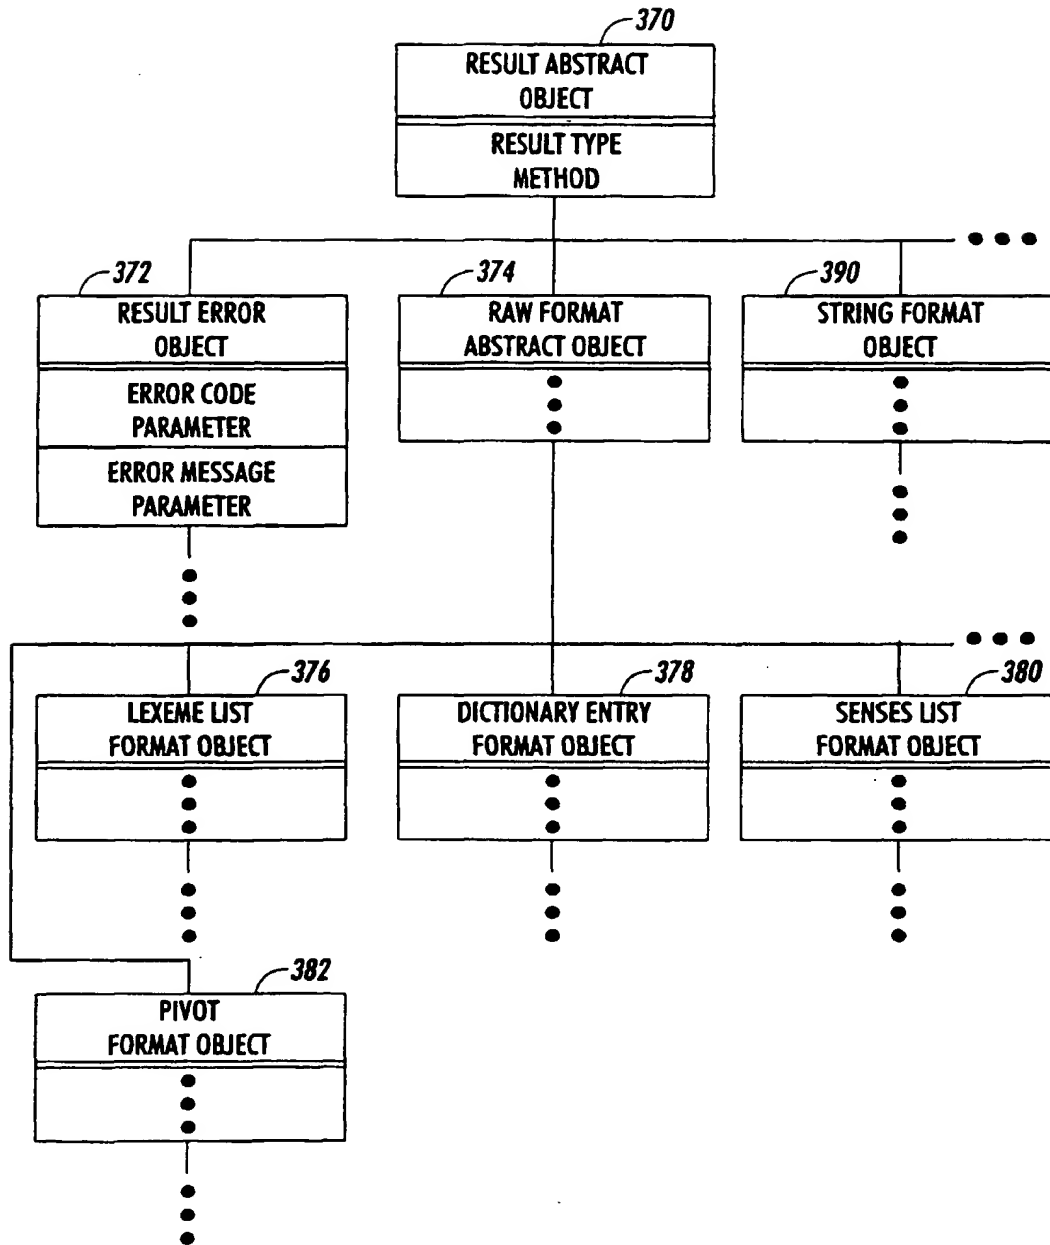 370
RESULT ABSTRACT
OBJECT
RESULT TYPE
METHOD
372
RESULT ERROR
OBJECT
ERROR CODE
PARAMETER
ERROR MESSAGE
PARAMETER
374
RAW FORMAT
ABSTRACT OBJECT
390
STRING FORMAT
OBJECT
376
LEXEME LIST
FORMAT OBJECT
378
DICTIONARY ENTRY
FORMAT OBJECT
380
SENSES LIST
FORMAT OBJECT
382
PIVOT
FORMAT OBJECT